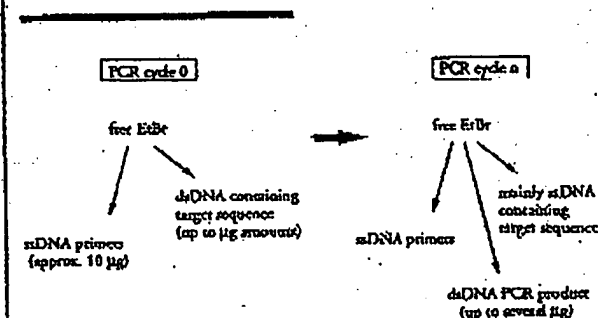 PCR cycle 0
free EtBr
dsDNA containing
target sequence
(up to µg amounts)
ssDNA primers
(approx. 10 µg)
PCR cycle n
free EtBr
mainly ssDNA
containing
target sequence
ssDNA primers
dsDNA PCR product
(up to several µg)